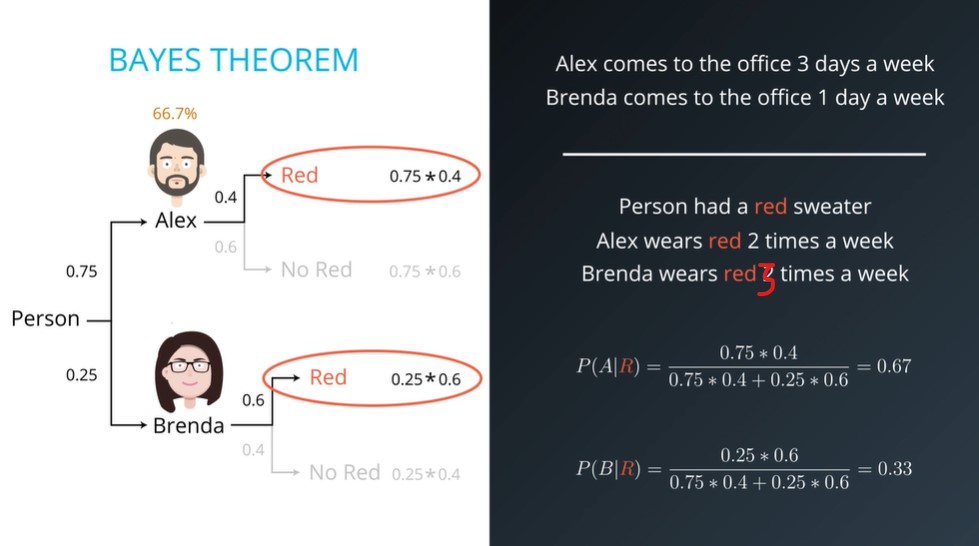 BAYES THEOREM
66.7%
Alex
0.4
Red 0.75*0.4
0.6
No Red 0.75*0.6
0.75
Person
0.25
Brenda
0.6
Red 0.25*0.6
0.4
No Red 0.25*0.4
Alex comes to the office 3 days a week
Brenda comes to the office 1 day a week
Person had a red sweater
Alex wears red 2 times a week
Brenda wears red 3 times a week
P(A|R) = 0.75 * 0.4 / 0.75 * 0.4 + 0.25 * 0.6 = 0.67
P(B|R) = 0.25 * 0.6 / 0.75 * 0.4 + 0.25 * 0.6 = 0.33